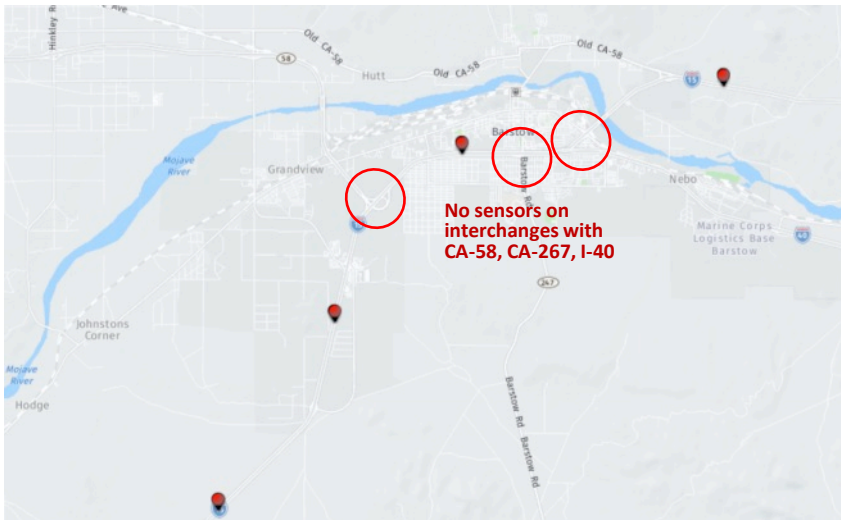 Hinkley R
Ave
58
Old CA-58
Old CA-58
Hutt
Old CA-58
15
Barstow
Mojave
River
Grandview
Barstow Rd
Nebo
No sensors on
interchanges with
CA-58, CA-267, I-40
Marine Corps
Logistics Base
Barstow
40
247
Johnstons
Corner
Mojave
River
Hodge
Barstow Rd
Barstow Rd